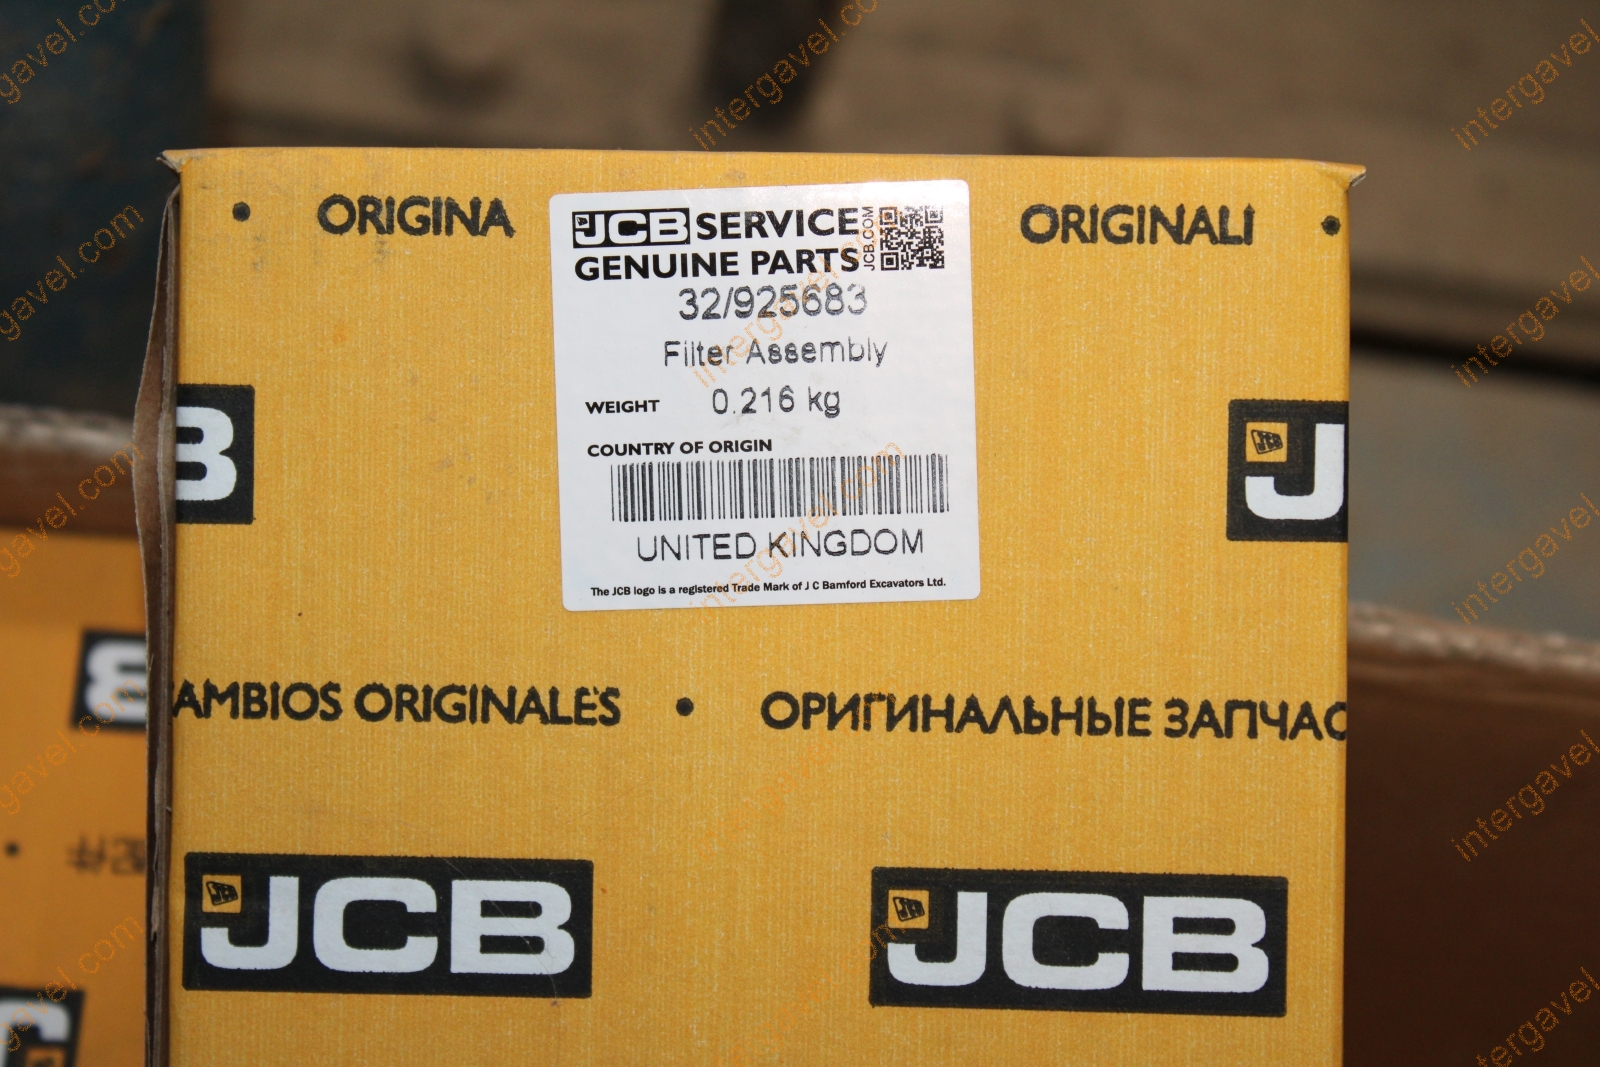 ORIGINA
JCB SERVICE
GENUINE PARTS
JCB.COM
32/925683
Filter Assembly
WEIGHT 0.216 kg
COUNTRY OF ORIGIN
UNITED KINGDOM
The JCB logo is a registered Trade Mark of J C Bamford Excavators Ltd.
ORIGINALI
B
J
AMBIOS ORIGINALES • ОРИГИНАЛЬНЫЕ ЗАПЧАС
JCB
JCB
intergavel.com